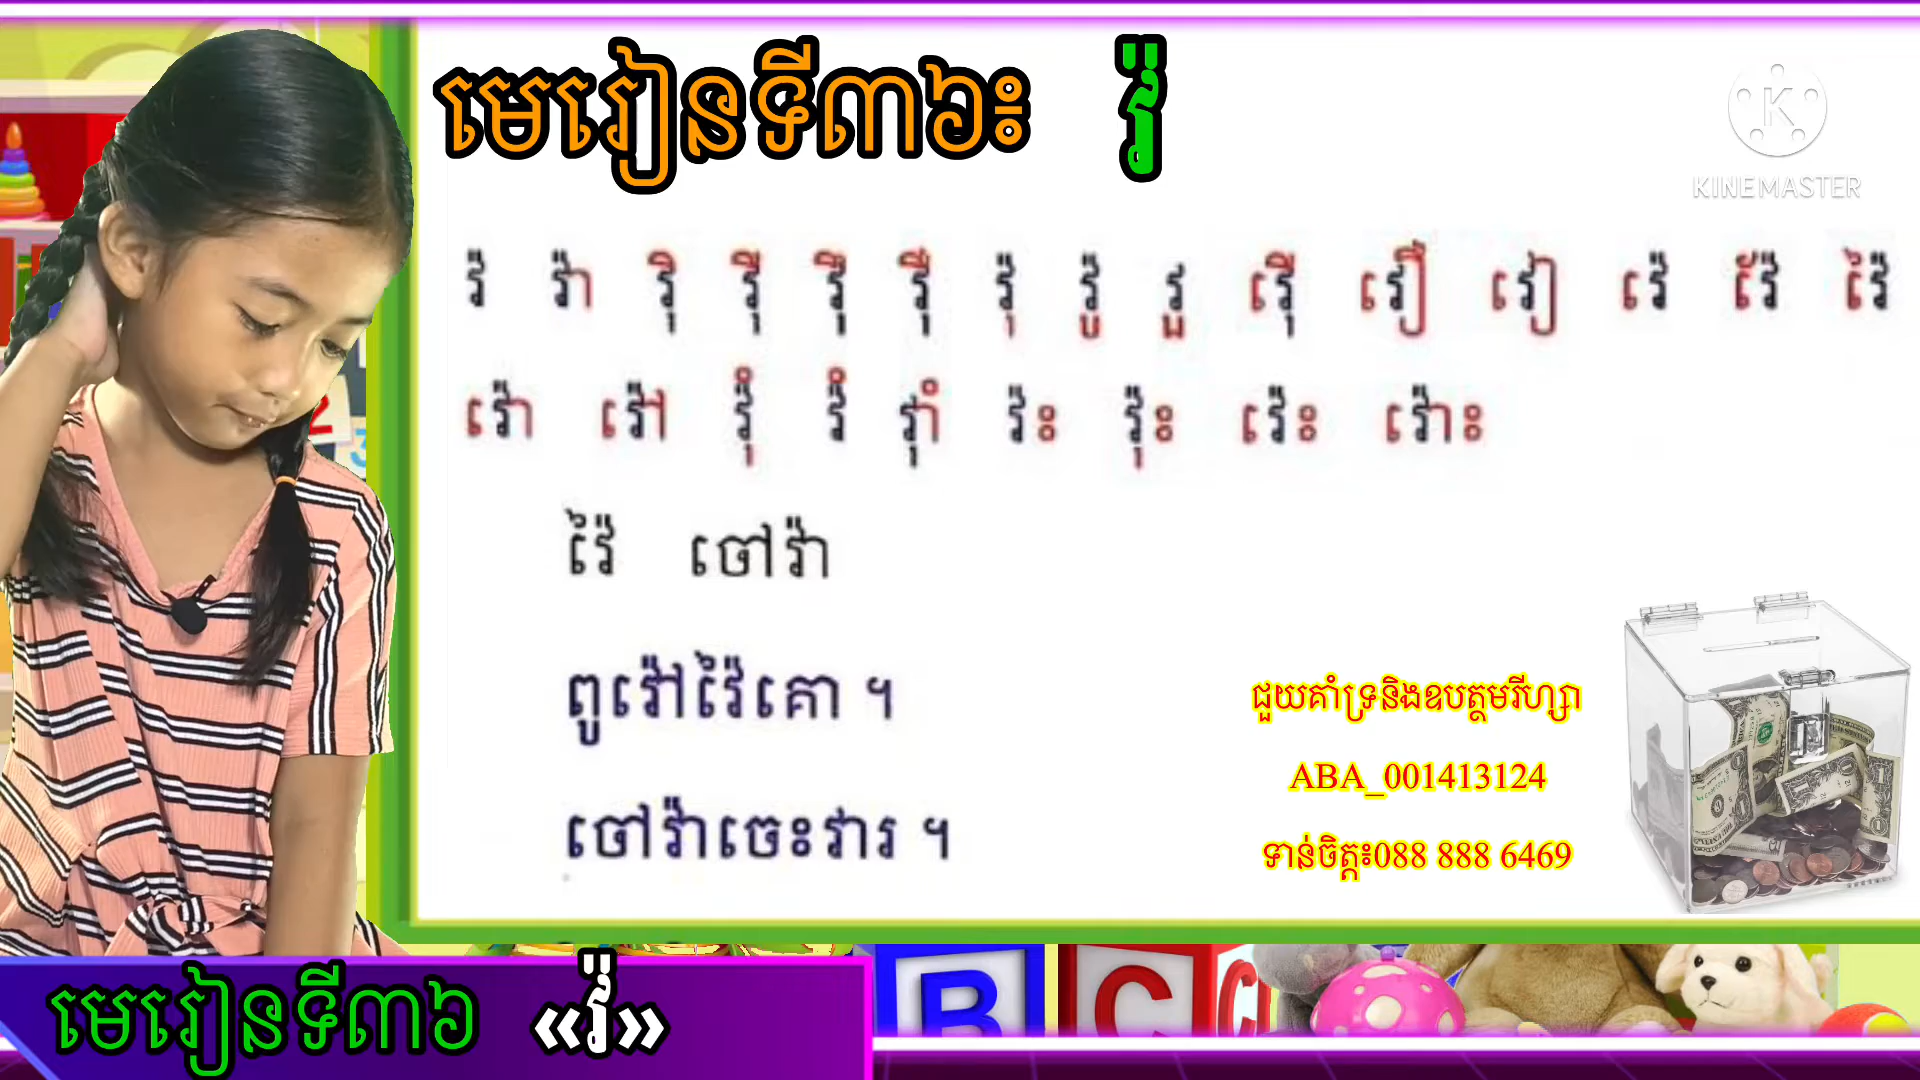 មេរៀនទី៣៦៖ វ៉
KINEMASTER
វ៉ វ៉ា វ៉ិ វ៉ី វ៉ឹ វ៉ឺ វ៉ុ វ៉ូ វួ វ៉ើ វឿ វៀ វ៉េ វ៉ែ វ៉ៃ
វ៉ោ វ៉ៅ វ៉ុំ វ៉ំ វ៉ាំ វ៉ះ វ៉ុះ វ៉េះ វ៉ោះ
វ៉ៃ ចៅវ៉ា
ពូវ៉ៅវ៉ៃគោ ។
ចៅវ៉ាចេះវារ ។
ជួយគាំទ្រនិងឧបត្ថមរីហ្សា
ABA_001413124
ទាន់ចិត្ត៖088 888 6469
មេរៀនទី៣៦ «វ៉»
B C C